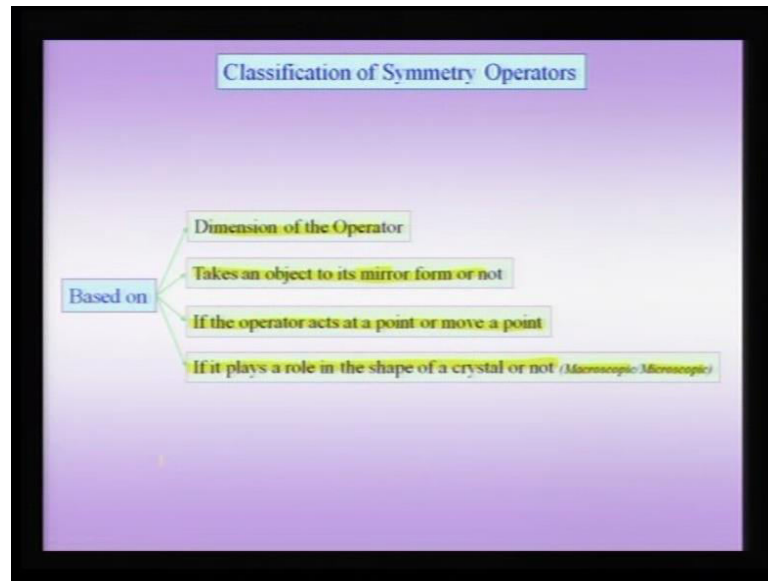 Classification of Symmetry Operators
Dimension of the Operator
Takes an object to its mirror form or not
Based on
If the operator acts at a point or move a point
If it plays a role in the shape of a crystal or not (Macroscopic/Microscopic)